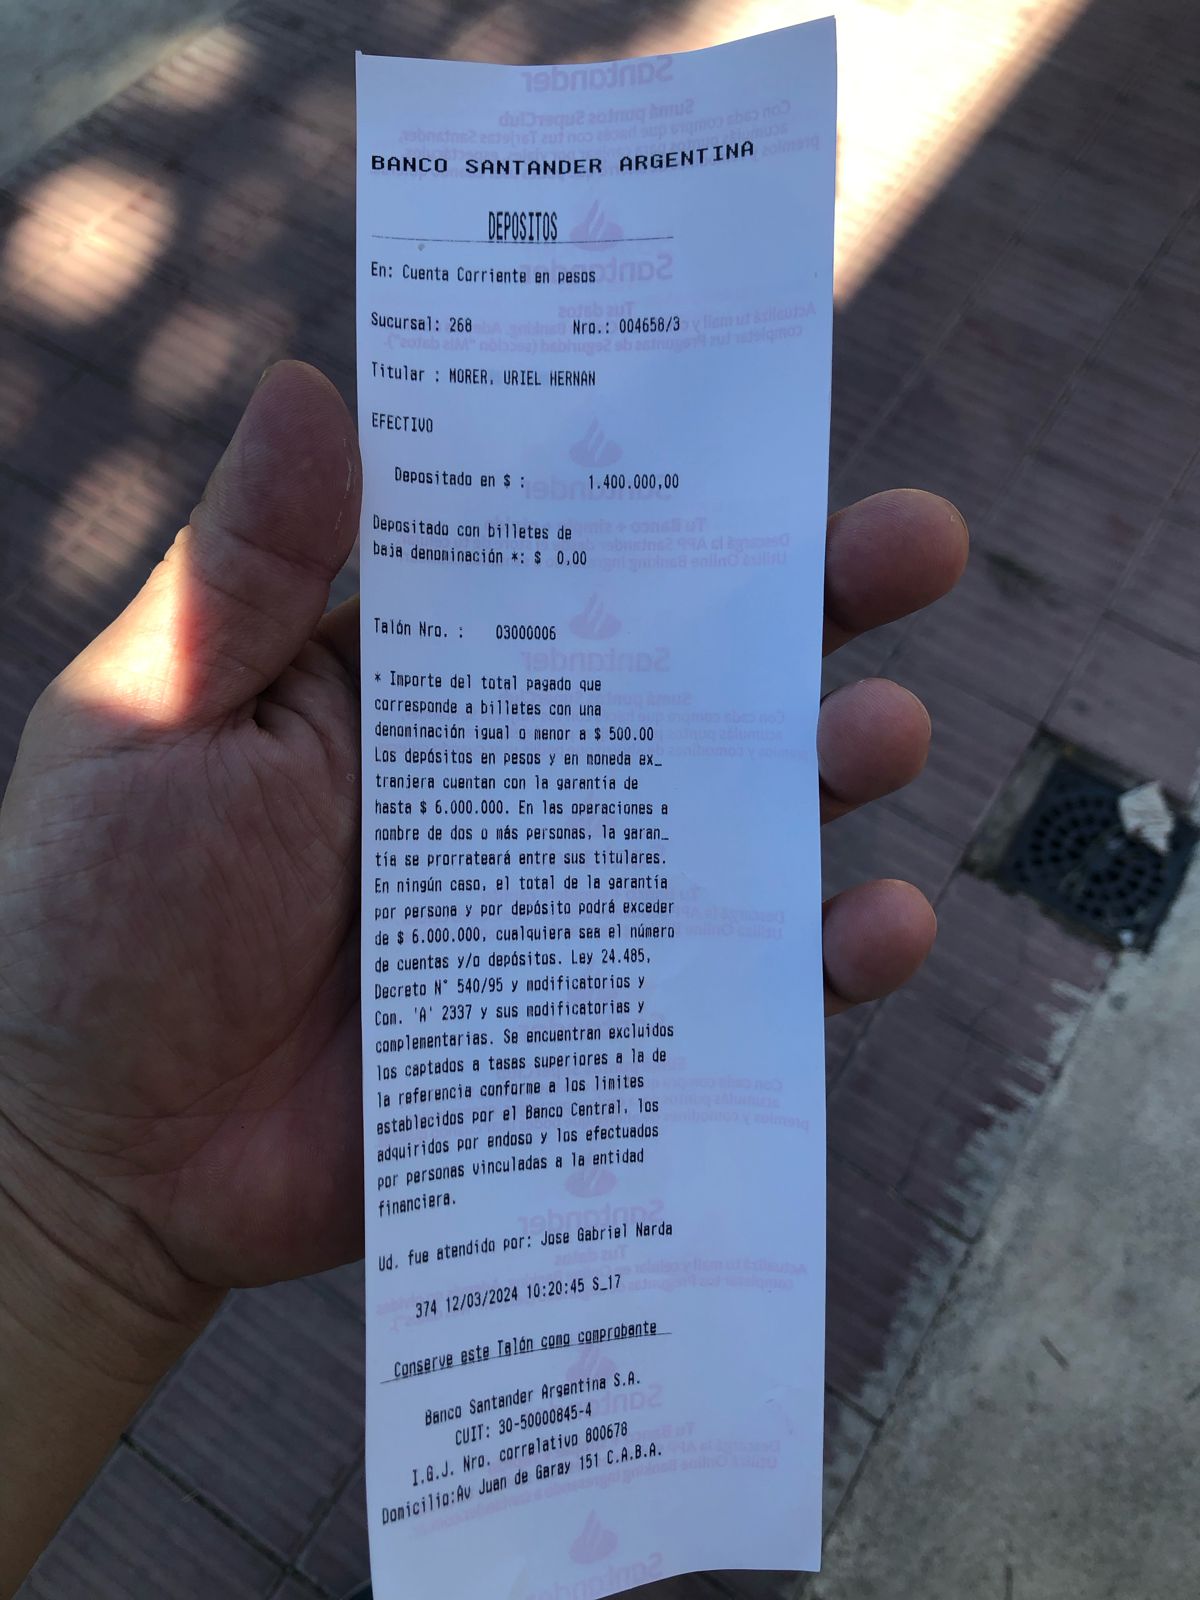 BANCO SANTANDER ARGENTINA
DEPOSITOS
En: Cuenta Corriente en pesos
Sucursal: 268 Nro.: 004658/3
Titular : MORER, URIEL HERNAN
EFECTIVO
Depositado en $ : 1.400.000,00
Depositado con billetes de
baja denominación *: $ 0,00
Talón Nro. : 03000006
* Importe del total pagado que
corresponde a billetes con una
denominación igual o menor a $ 500.00
Los depósitos en pesos y en moneda ex_
tranjera cuentan con la garantía de
hasta $ 6.000.000. En las operaciones a
nombre de dos o más personas, la garan_
tía se prorrateará entre sus titulares.
En ningún caso, el total de la garantía
por persona y por depósito podrá exceder
de $ 6.000.000, cualquiera sea el número
de cuentas y/o depósitos. Ley 24.485,
Decreto N° 540/95 y modificatorios y
Com. 'A' 2337 y sus modificatorias y
complementarias. Se encuentran excluidos
los captados a tasas superiores a la de
la referencia conforme a los limites
establecidos por el Banco Central, los
adquiridos por endoso y los efectuados
por personas vinculadas a la entidad
financiera.
Ud. fue atendido por: Jose Gabriel Narda
374 12/03/2024 10:20:45 S_17
Conserve este Talón como comprobante
Banco Santander Argentina S.A.
CUIT: 30-50000845-4
I.G.J. Nro. correlativo 800678
Domicilio:Av Juan de Garay 151 C.A.B.A.